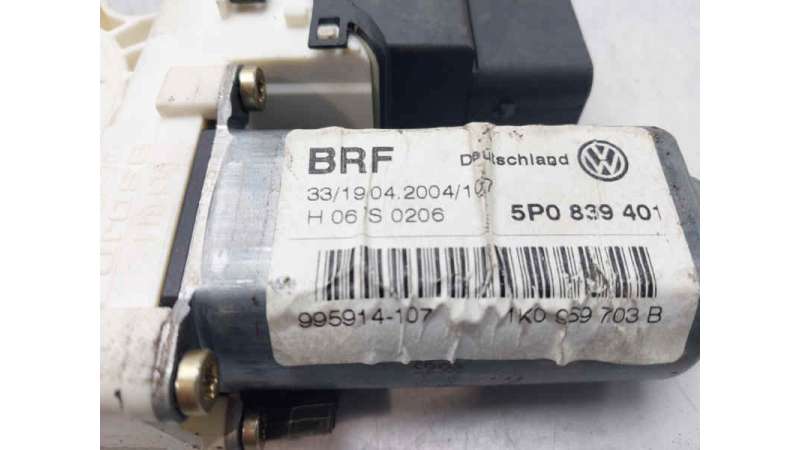 BRF Deutschland
33/19.04.2004/1
H 06 S 0206 5P0 839 401
995914-107 1K0 959 703 B